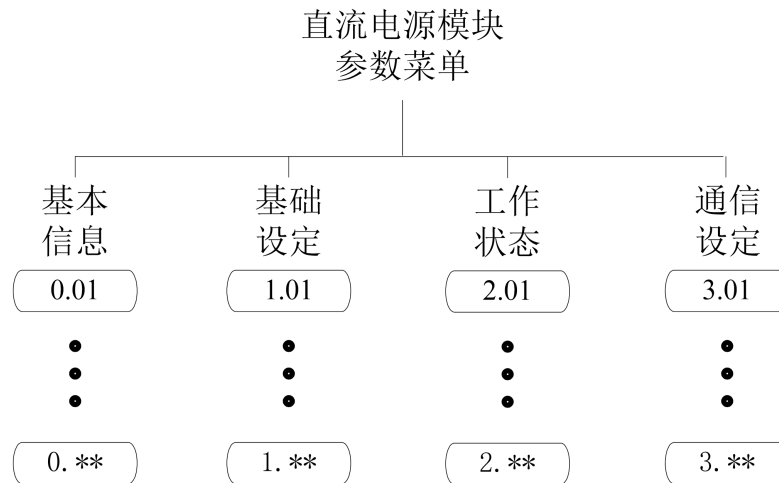 直流电源模块
参数菜单
基本
信息
基础
设定
工作
状态
通信
设定
0.01
1.01
2.01
3.01
0. **
1. **
2. **
3. **